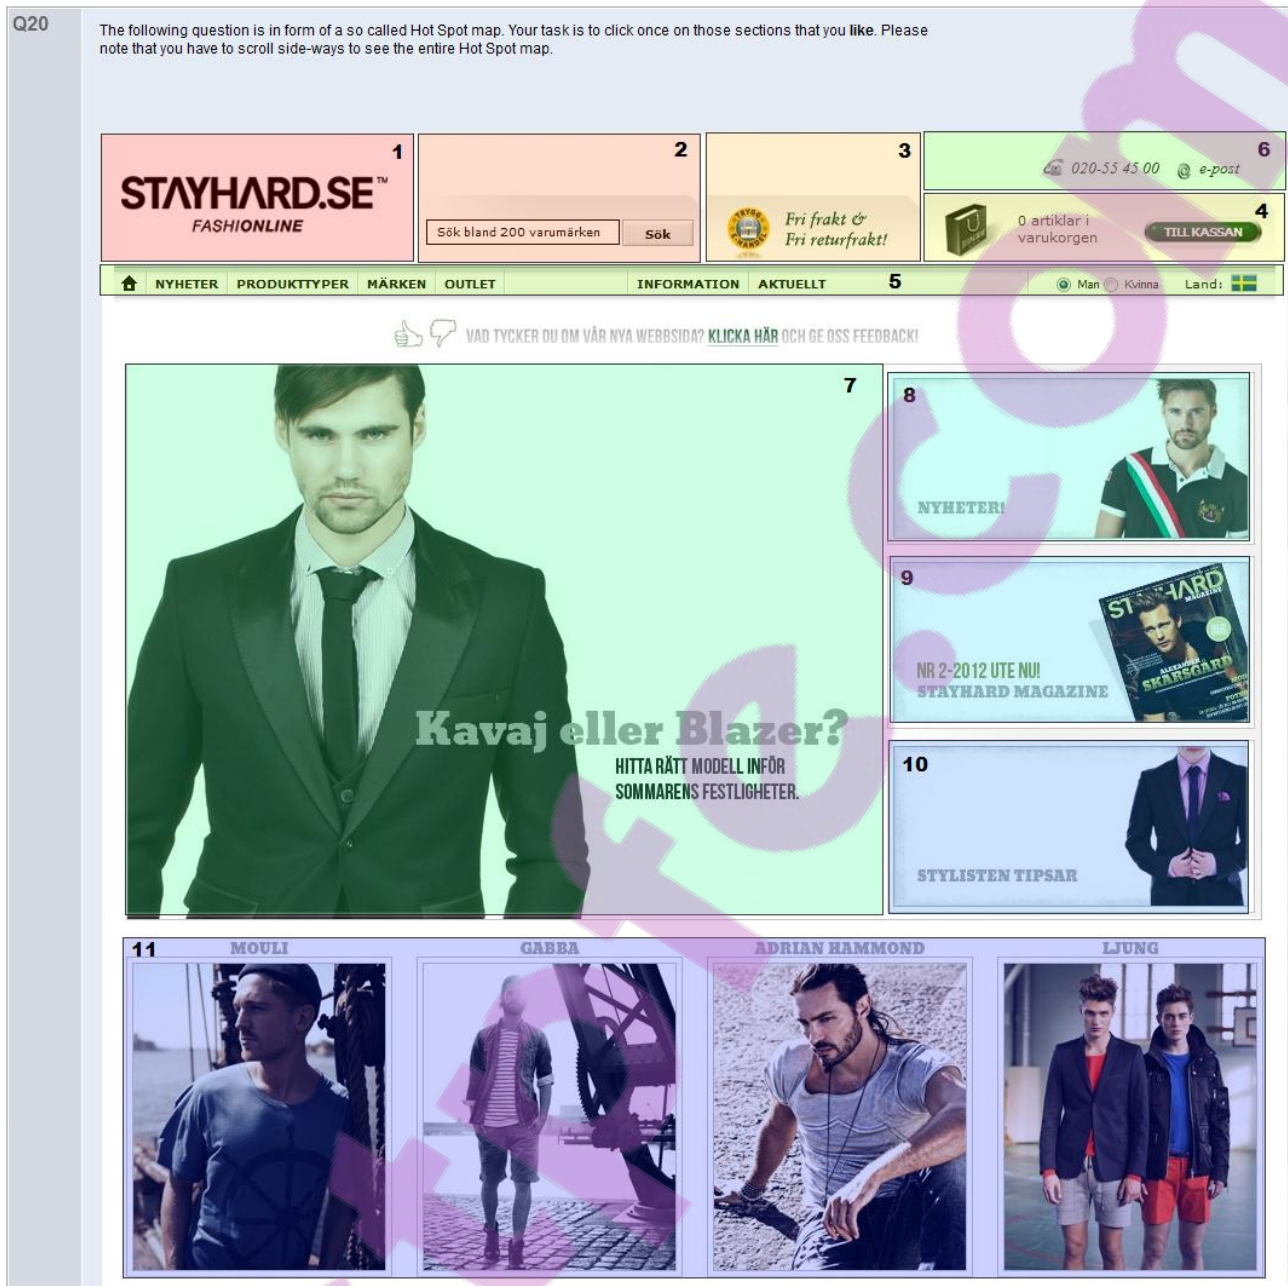 Q20
The following question is in form of a so called Hot Spot map. Your task is to click once on those sections that you like. Please
note that you have to scroll side-ways to see the entire Hot Spot map.
1
STAYHARD.SE™
FASHIONLINE
2
Sök bland 200 varumärken
Sök
3
Fri frakt &
Fri returfrakt!
6
020-55 45 00 @ e-post
4
0 artiklar i
varukorgen
TILL KASSAN
NYHETER PRODUKTTYPER MÄRKEN OUTLET INFORMATION AKTUELLT 5 Man Kvinna Land:
VAD TYCKER DU OM VÅR NYA WEBBSIDA? KLICKA HÄR OCH GE OSS FEEDBACK!
7
Kavaj eller Blazer?
HITTA RÄTT MODELL INFÖR
SOMMARENS FESTLIGHETER.
8
NYHETER!
9
NR 2-2012 UTE NU!
STAYHARD MAGAZINE
STAYHARD
MAGAZINE
ALEXANDER
SKARSGÅRD
10
STYLISTEN TIPSAR
11
MOULI GABBA ADRIAN HAMMOND LJUNG